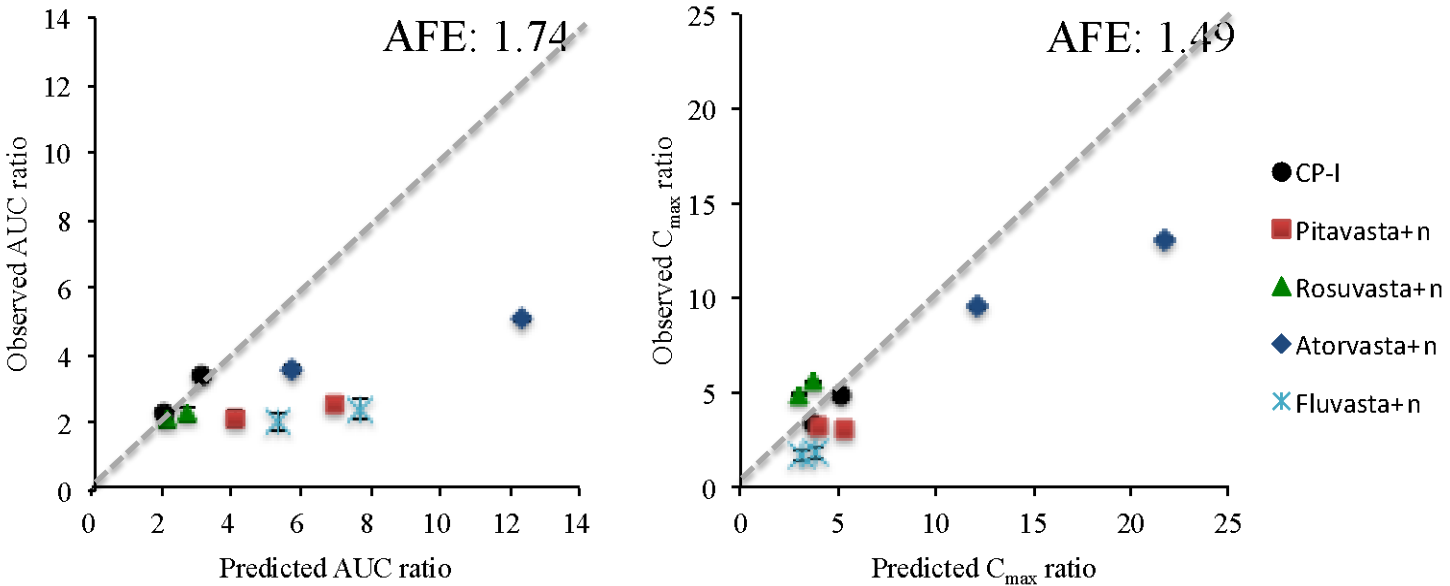 AFE: 1.74
14
12
10
8
6
4
2
0
Observed AUC ratio
0 2 4 6 8 10 12 14
Predicted AUC ratio
AFE: 1.49
25
20
15
10
5
0
Observed Cmax ratio
0 5 10 15 20 25
Predicted Cmax ratio
CP-I
Pitavasta+n
Rosuvasta+n
Atorvasta+n
Fluvasta+n